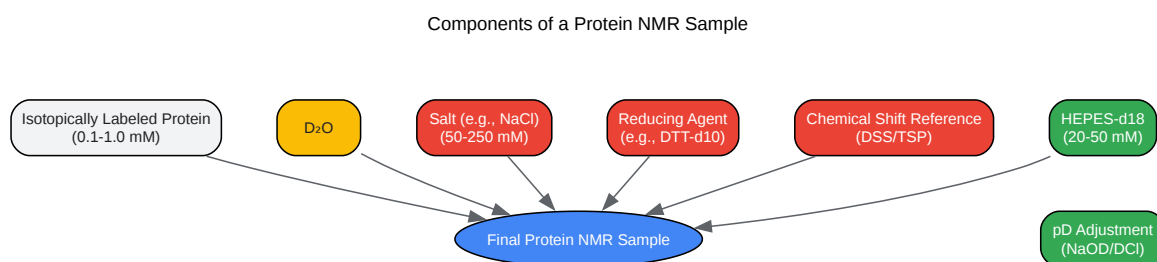 Components of a Protein NMR Sample
Isotopically Labeled Protein
(0.1-1.0 mM)
D₂O
Salt (e.g., NaCl)
(50-250 mM)
Reducing Agent
(e.g., DTT-d10)
Chemical Shift Reference
(DSS/TSP)
HEPES-d18
(20-50 mM)
Final Protein NMR Sample
pD Adjustment
(NaOD/DCl)